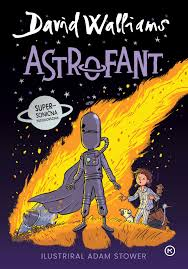 David Walliams
ASTROFANT
SUPER-
SONIČNA
ILUSTRIRAL ADAM STOWER
K